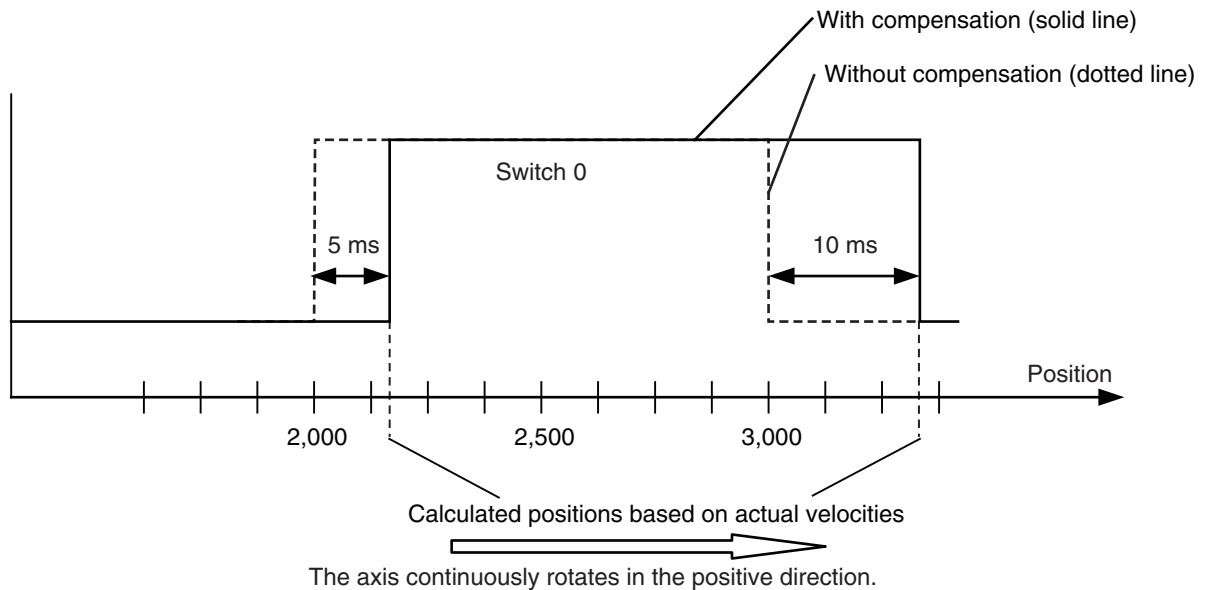 With compensation (solid line)
Without compensation (dotted line)
Switch 0
5 ms
10 ms
Position
2,000
2,500
3,000
Calculated positions based on actual velocities
The axis continuously rotates in the positive direction.